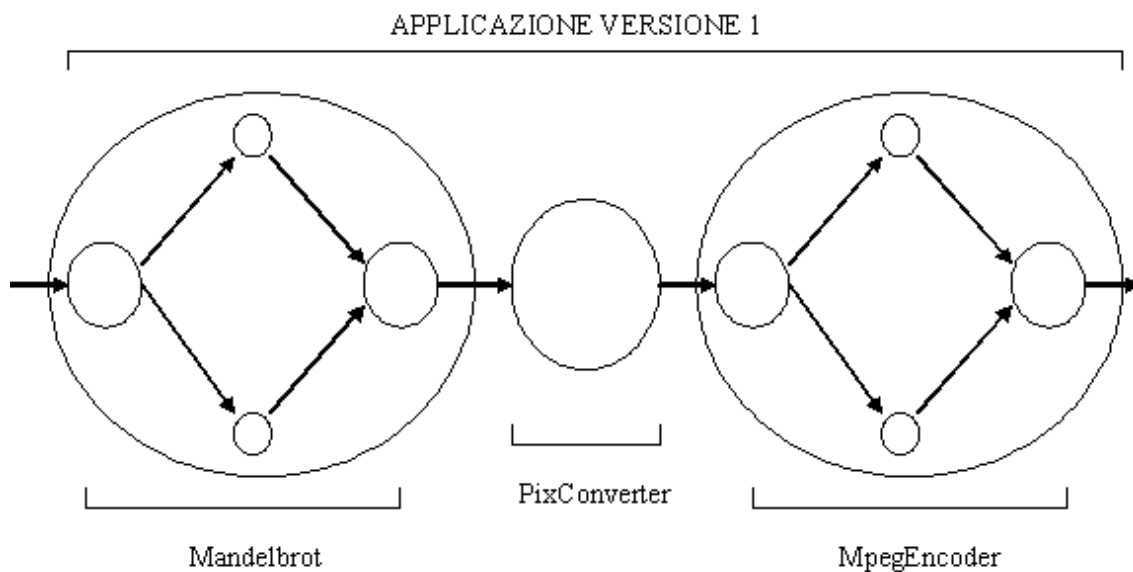 APPLICAZIONE VERSIONE 1
PixConverter
Mandelbrot
MpegEncoder